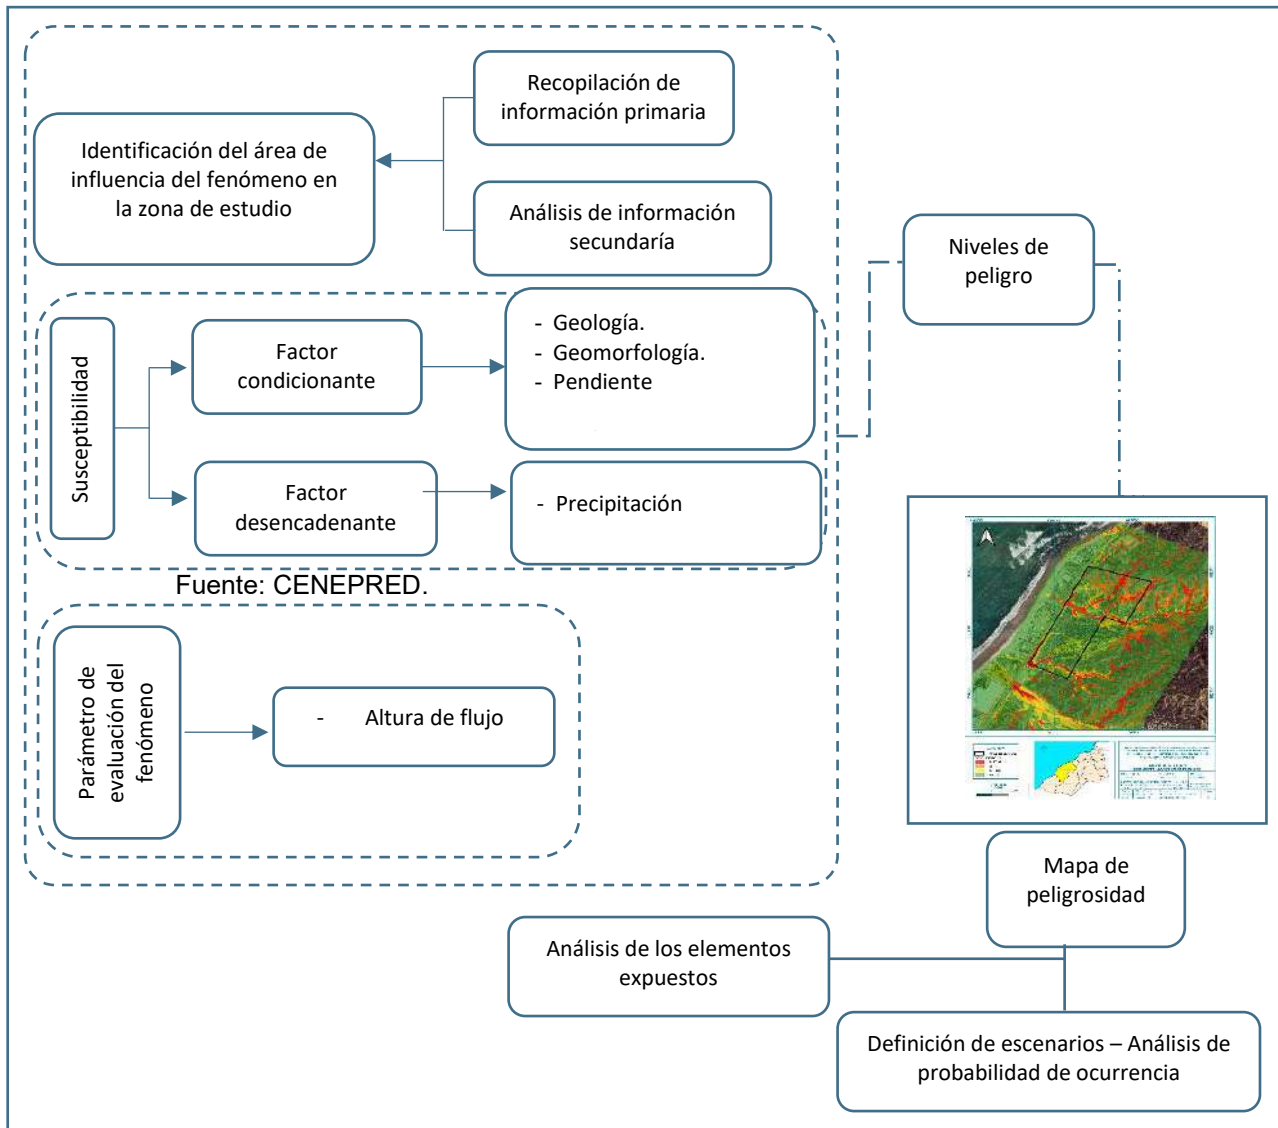 Recopilación de
información primaria
Identificación del área de
influencia del fenómeno en
la zona de estudio
Análisis de información
secundaría
Niveles de
peligro
Susceptibilidad
Factor
condicionante
- Geología.
- Geomorfología.
- Pendiente
Factor
desencadenante
- Precipitación
Fuente: CENEPRED.
Parámetro de
evaluación del
fenómeno
- Altura de flujo
Mapa de
peligrosidad
Análisis de los elementos
expuestos
Definición de escenarios – Análisis de
probabilidad de ocurrencia